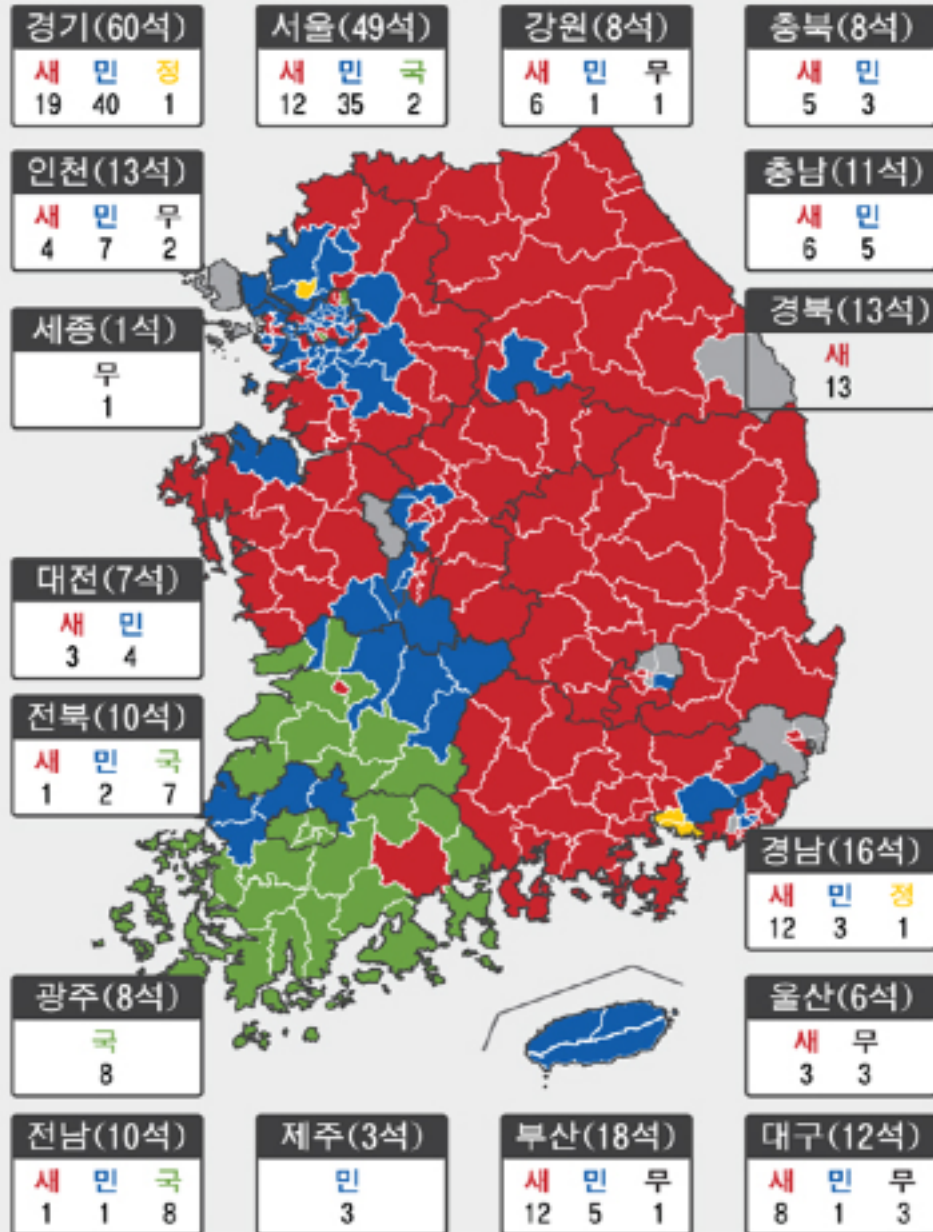 경기(60석)
새 민 정
19 40 1
서울(49석)
새 민 국
12 35 2
강원(8석)
새 민 무
6 1 1
충북(8석)
새 민
5 3
인천(13석)
새 민 무
4 7 2
충남(11석)
새 민
6 5
세종(1석)
무
1
경북(13석)
새
13
대전(7석)
새 민
3 4
전북(10석)
새 민 국
1 2 7
경남(16석)
새 민 정
12 3 1
광주(8석)
국
8
울산(6석)
새 무
3 3
전남(10석)
새 민 국
1 1 8
제주(3석)
민
3
부산(18석)
새 민 무
12 5 1
대구(12석)
새 민 무
8 1 3